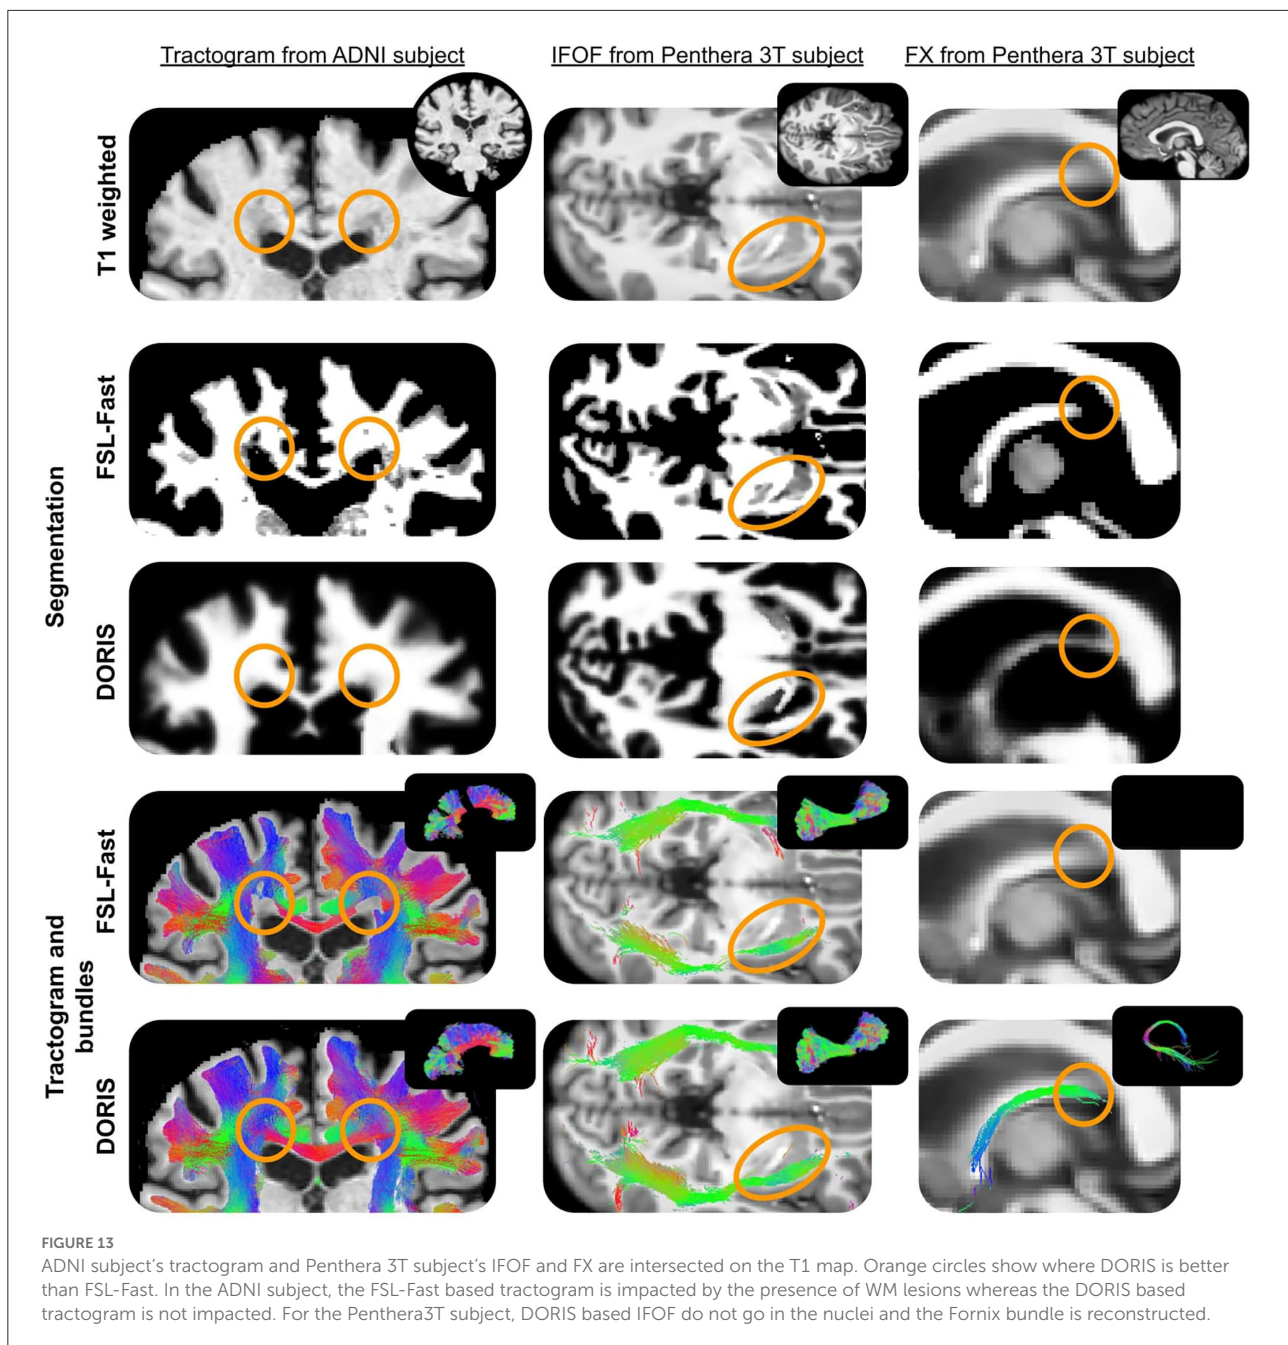 Tractogram from ADNI subject
IFOF from Penthera 3T subject
FX from Penthera 3T subject
T1 weighted
Segmentation
FSL-Fast
DORIS
Tractogram and
bundles
FSL-Fast
DORIS
FIGURE 13
ADNI subject's tractogram and Penthera 3T subject's IFOF and FX are intersected on the T1 map. Orange circles show where DORIS is better
than FSL-Fast. In the ADNI subject, the FSL-Fast based tractogram is impacted by the presence of WM lesions whereas the DORIS based
tractogram is not impacted. For the Penthera3T subject, DORIS based IFOF do not go in the nuclei and the Fornix bundle is reconstructed.